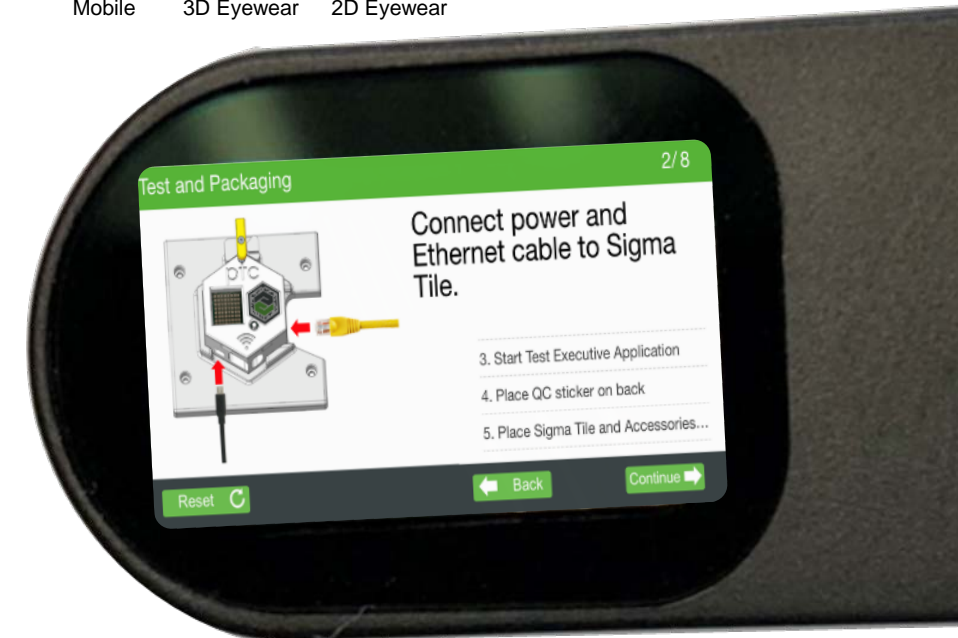 Mobile 3D Eyewear 2D Eyewear
Test and Packaging 2/8
Connect power and
Ethernet cable to Sigma
Tile.
DTC
3. Start Test Executive Application
4. Place QC sticker on back
5. Place Sigma Tile and Accessories...
Reset Back Continue